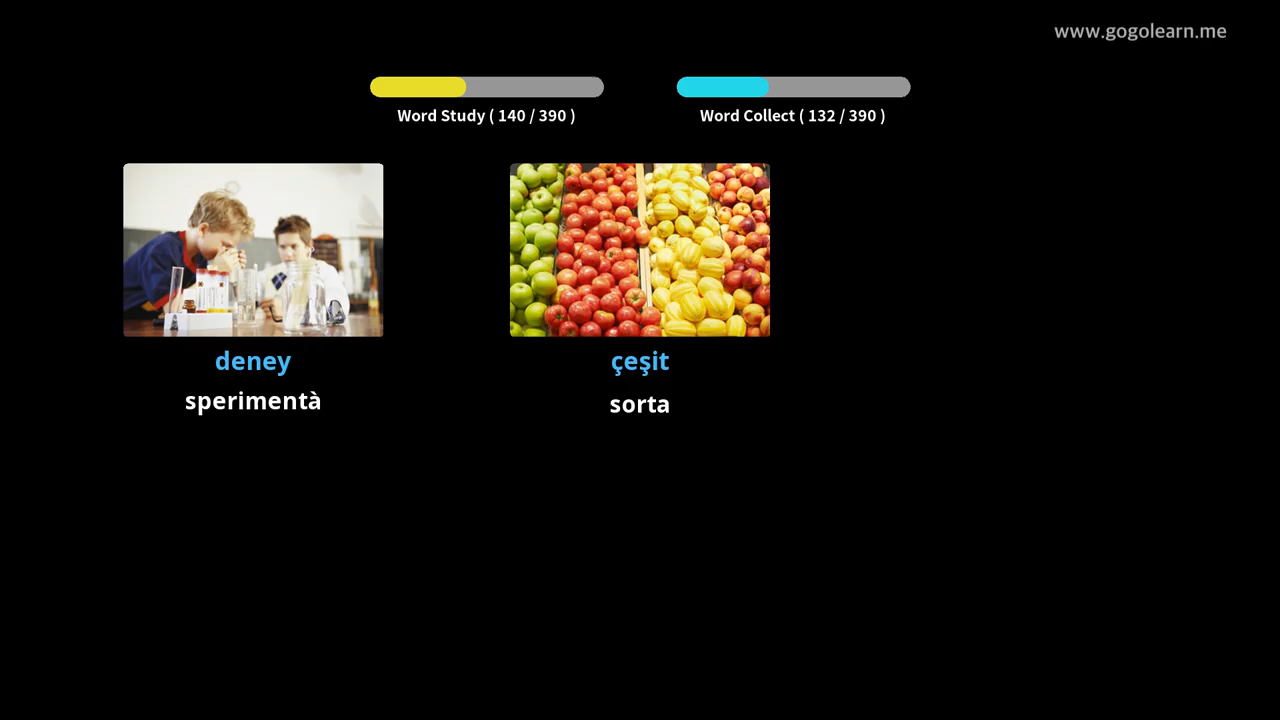 www.gogolearn.me
Word Study ( 140 / 390 )
Word Collect ( 132 / 390 )
deney
çeşit
sperimentà
sorta